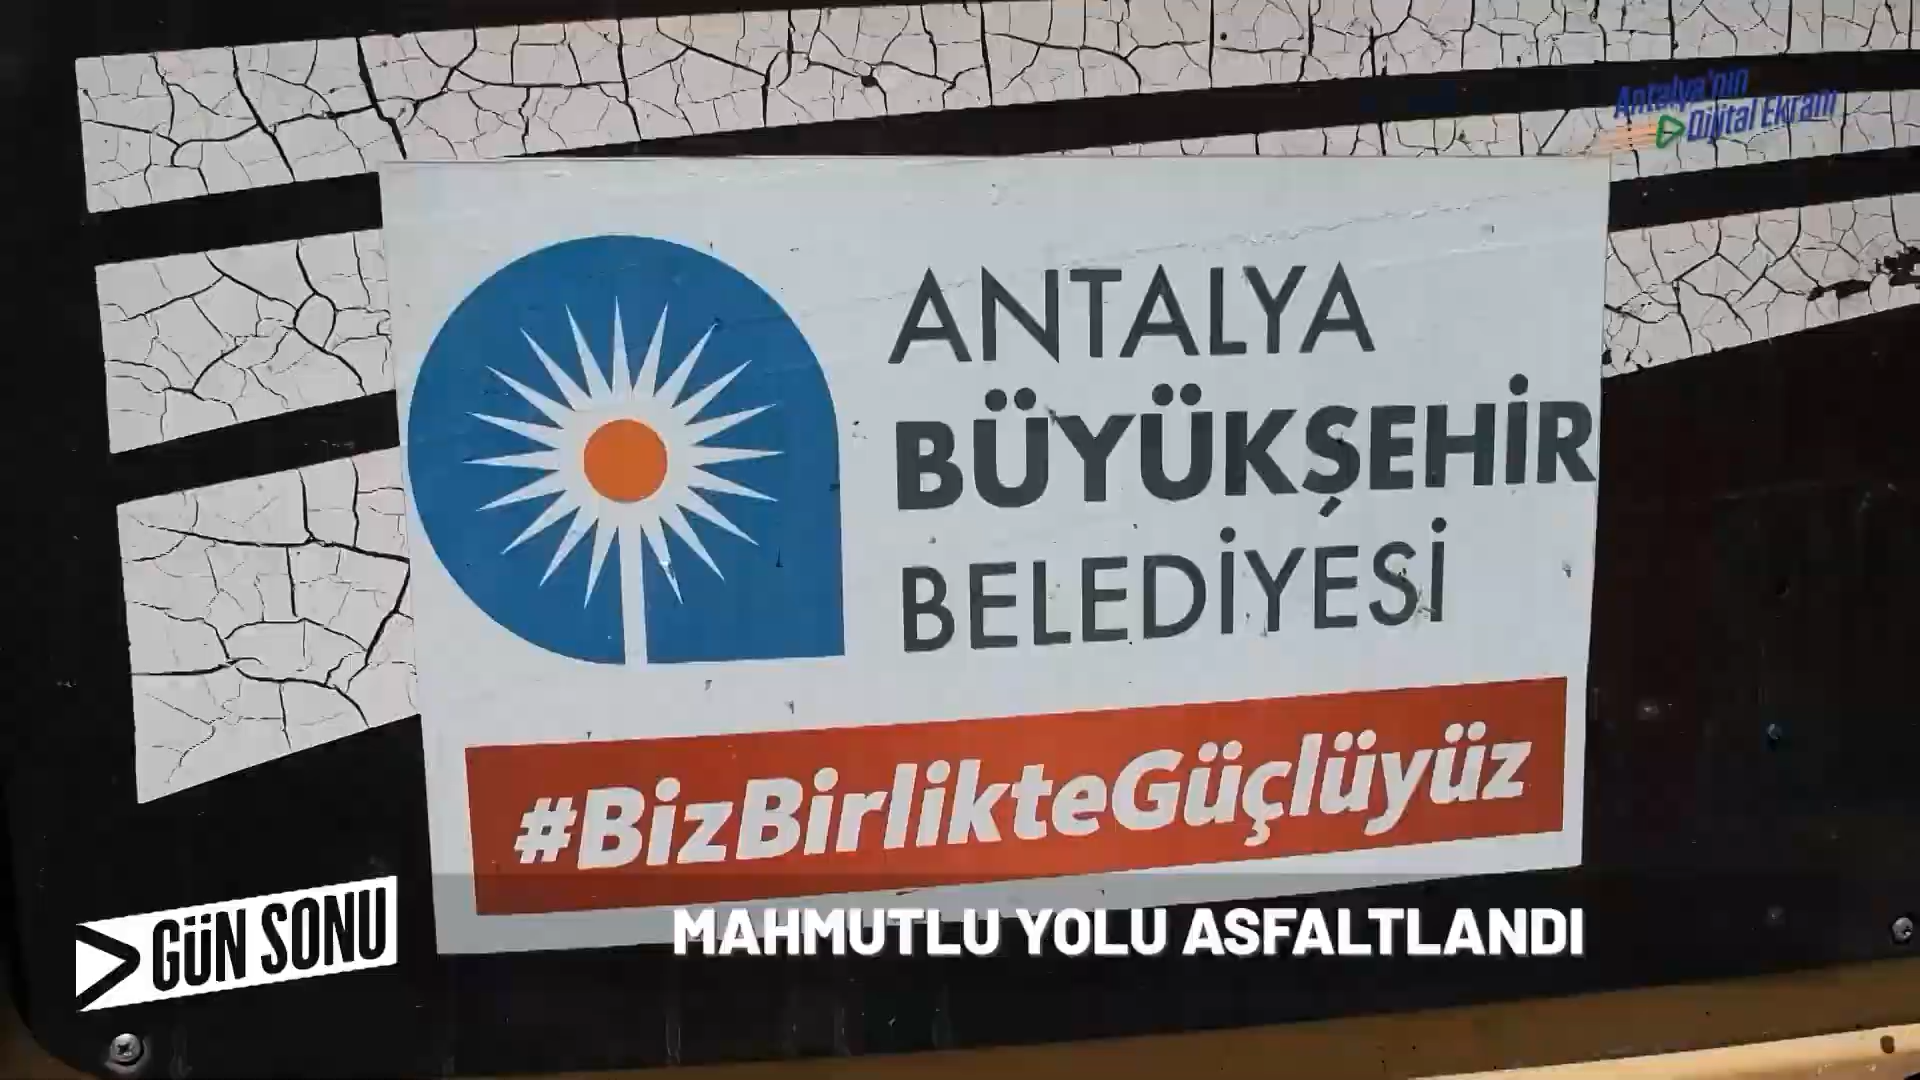 Antalya'nın
Dijital Ekranı
ANTALYA
BÜYÜKŞEHİR
BELEDİYESİ
#BizBirlikteGüçlüyüz
GÜN SONU
MAHMUTLU YOLU ASFALTLANDI